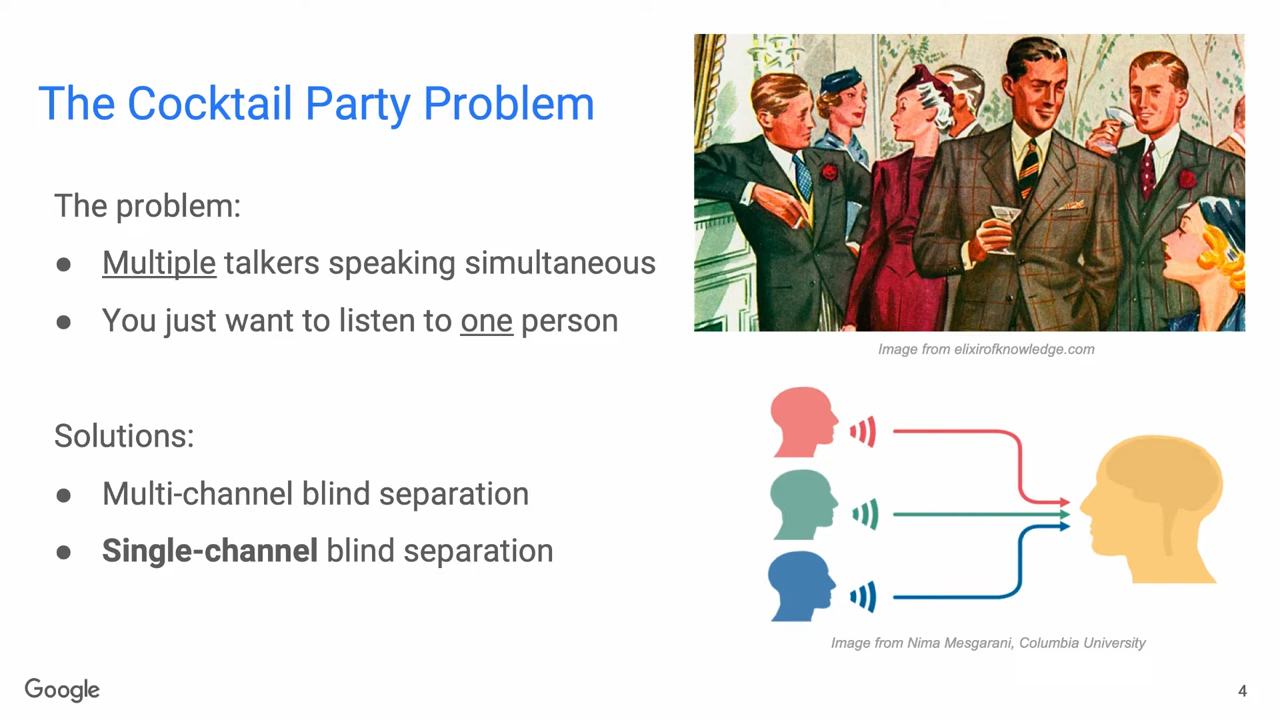 The Cocktail Party Problem
The problem:
● Multiple talkers speaking simultaneous
● You just want to listen to one person
Solutions:
● Multi-channel blind separation
● Single-channel blind separation
Image from elixirofknowledge.com
Image from Nima Mesgarani, Columbia University
Google
4